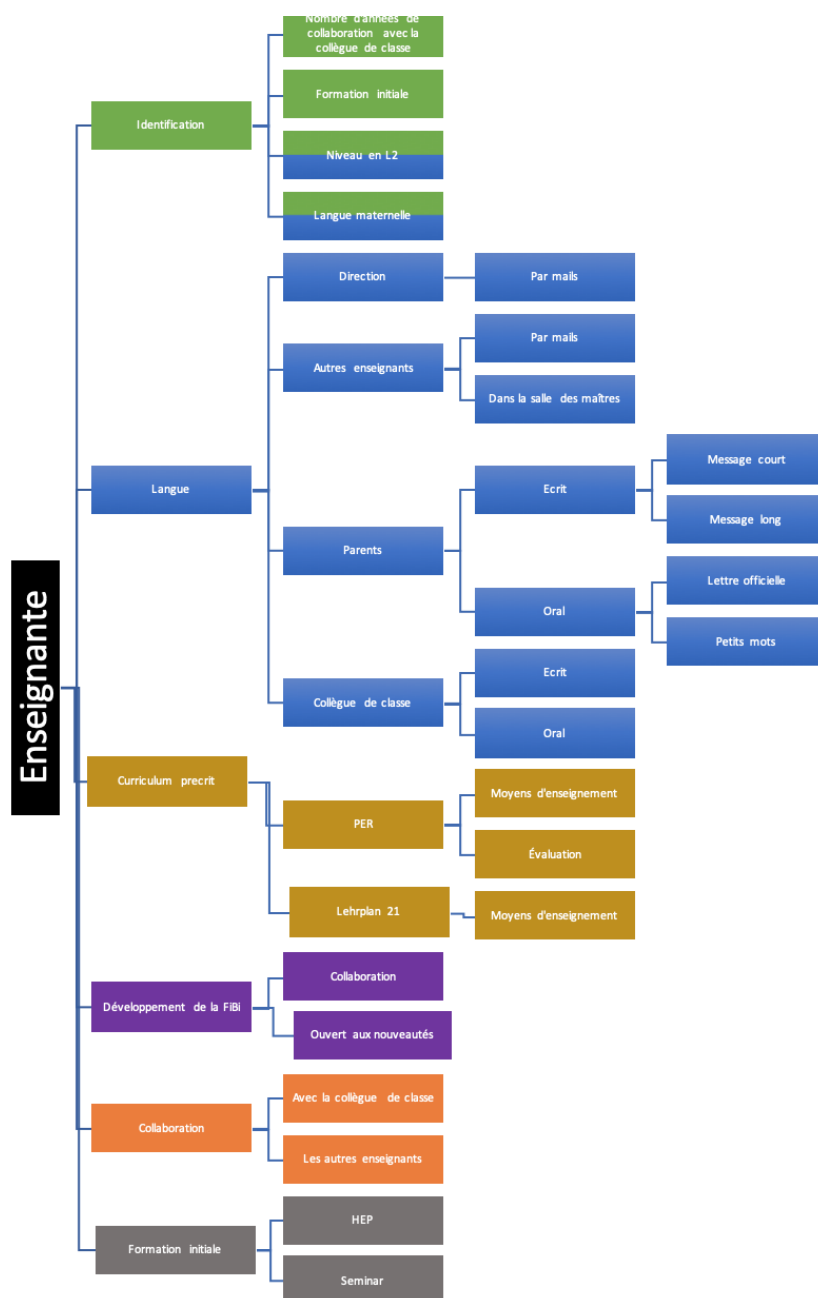 Enseignante
Identification
Nombre d'années de
collaboration avec la
collègue de classe
Formation initiale
Niveau en L2
Langue maternelle
Langue
Direction
Par mails
Autres enseignants
Par mails
Dans la salle des maîtres
Parents
Ecrit
Message court
Message long
Oral
Lettre officielle
Petits mots
Collègue de classe
Ecrit
Oral
Curriculum precrit
PER
Moyens d'enseignement
Évaluation
Lehrplan 21
Moyens d'enseignement
Développement de la FiBi
Collaboration
Ouvert aux nouveautés
Collaboration
Avec la collègue de classe
Les autres enseignants
Formation initiale
HEP
Seminar